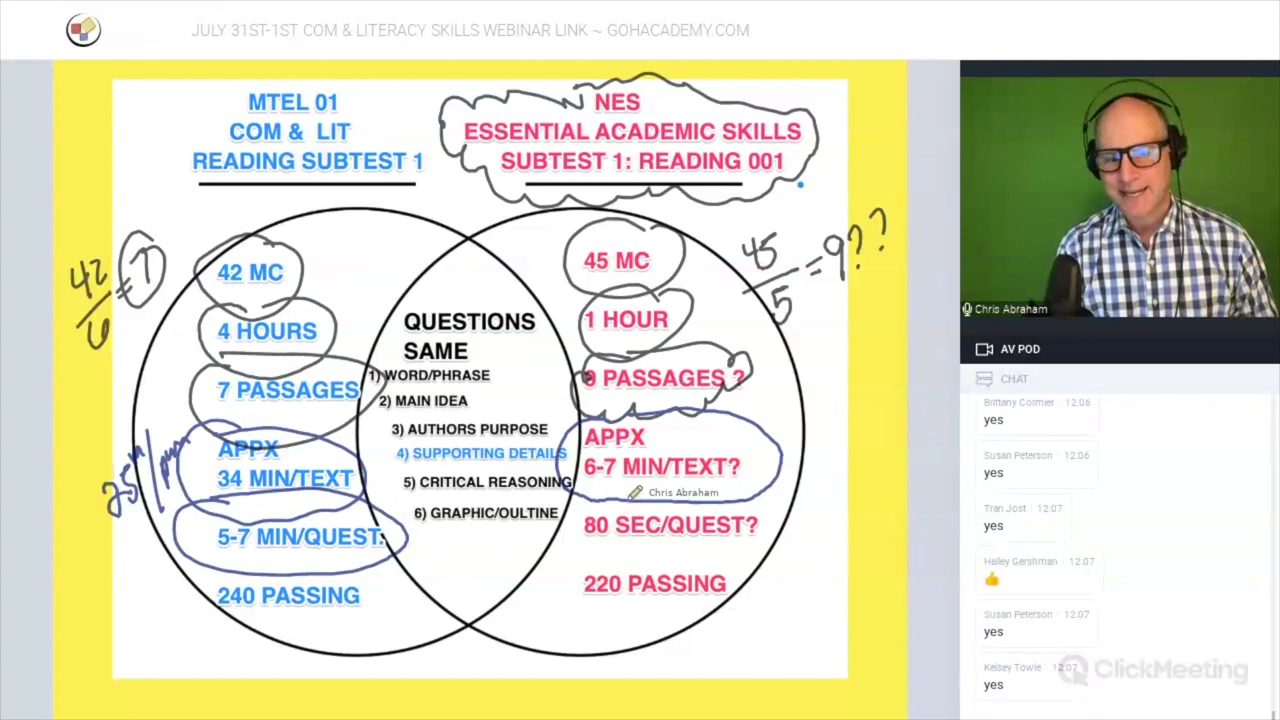 JULY 31ST-1ST COM & LITERACY SKILLS WEBINAR LINK ~ GOHACADEMY.COM
MTEL 01
COM & LIT
READING SUBTEST 1
NES
ESSENTIAL ACADEMIC SKILLS
SUBTEST 1: READING 001
42 MC
4 HOURS
7 PASSAGES
APPX
34 MIN/TEXT
5-7 MIN/QUEST.
240 PASSING
42/6=7
QUESTIONS
SAME
1) WORD/PHRASE
2) MAIN IDEA
3) AUTHORS PURPOSE
4) SUPPORTING DETAILS
5) CRITICAL REASONING
6) GRAPHIC/OULTINE
45 MC
1 HOUR
9 PASSAGES ?
APPX
6-7 MIN/TEXT?
Chris Abraham
80 SEC/QUEST?
220 PASSING
45/5=9??
Chris Abraham
AV POD
CHAT
Brittany Cormier 12:06
yes
Susan Peterson 12:06
yes
Tran Jost 12:07
yes
Hailey Gershman 12:07
👍
Susan Peterson 12:07
yes
Kelsey Towle 12:07
yes
ClickMeeting